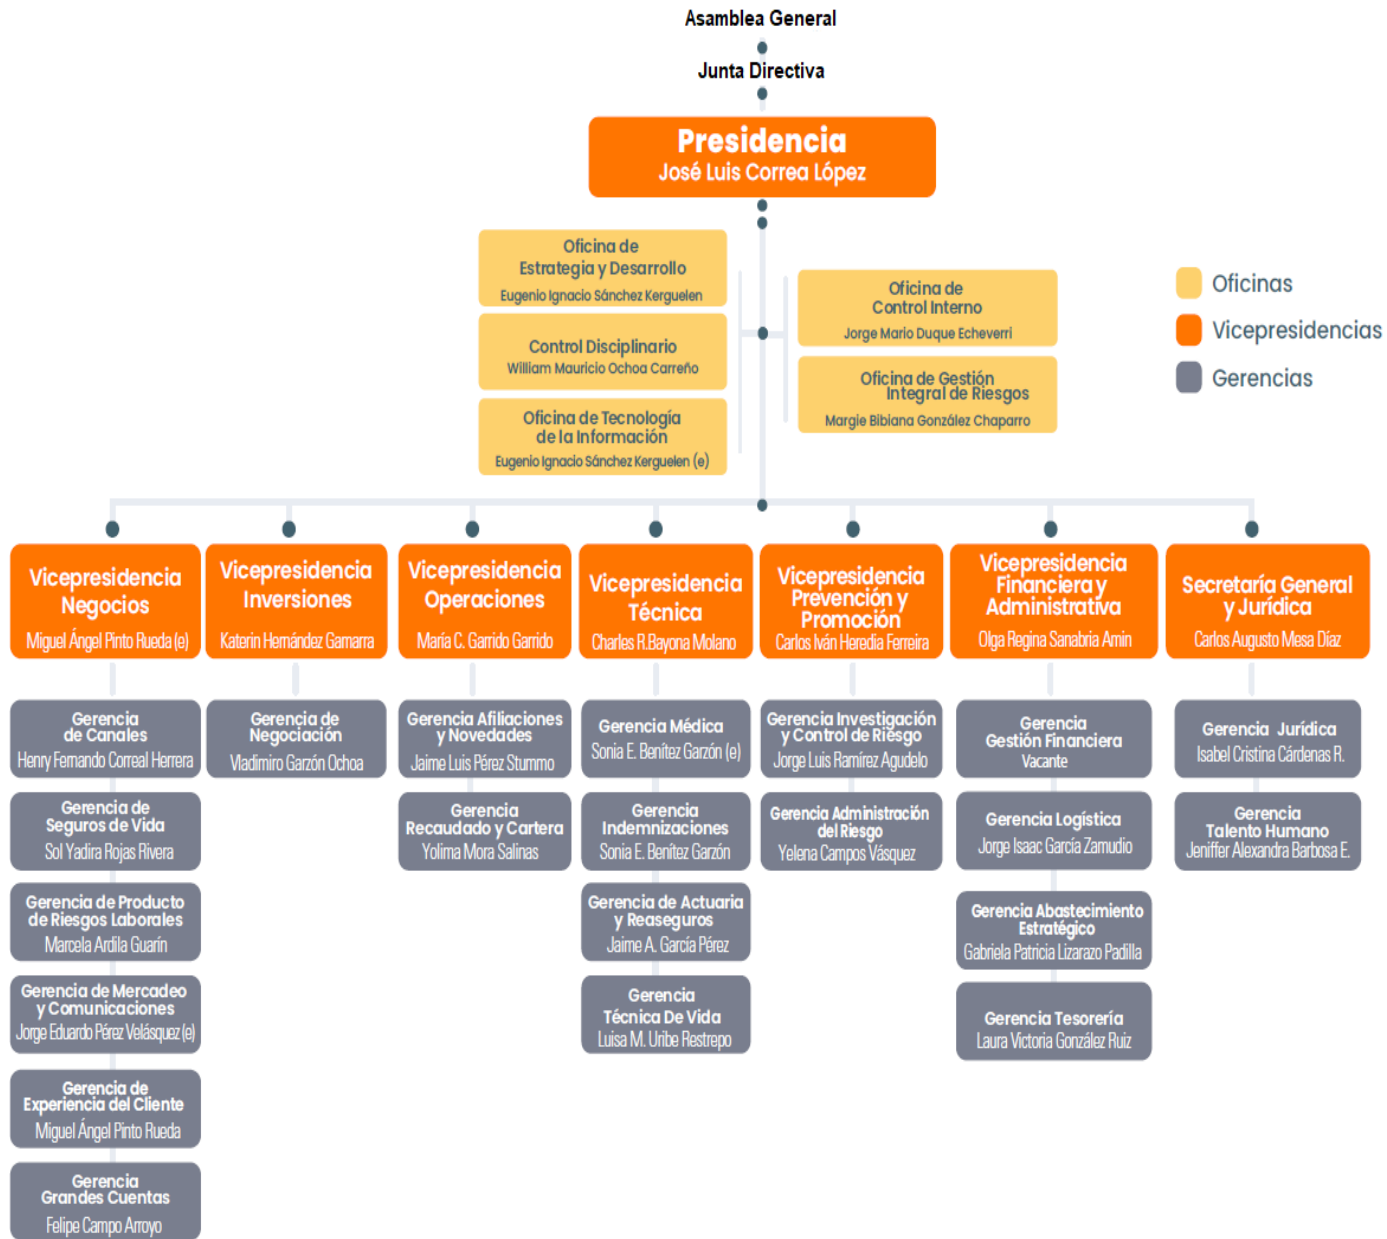 Asamblea General
Junta Directiva
Presidencia
José Luis Correa López
Oficina de
Estrategia y Desarrollo
Eugenio Ignacio Sánchez Kerguelen
Control Disciplinario
William Mauricio Ochoa Carreño
Oficina de Tecnología
de la Información
Eugenio Ignacio Sánchez Kerguelen (e)
Oficina de
Control Interno
Jorge Mario Duque Echeverri
Oficina de Gestión
Integral de Riesgos
Margie Bibiana González Chaparro
Oficinas
Vicepresidencias
Gerencias
Vicepresidencia
Negocios
Miguel Ángel Pinto Rueda (e)
Gerencia
de Canales
Henry Fernando Correal Herrera
Gerencia de
Seguros de Vida
Sol Yadira Rojas Rivera
Gerencia de Producto
de Riesgos Laborales
Marcela Ardila Guarín
Gerencia de Mercadeo
y Comunicaciones
Jorge Eduardo Pérez Velásquez (e)
Gerencia de
Experiencia del Cliente
Miguel Ángel Pinto Rueda
Gerencia
Grandes Cuentas
Felipe Campo Arroyo
Vicepresidencia
Inversiones
Katerin Hernández Gamarra
Gerencia de
Negociación
Vladimiro Garzón Ochoa
Vicepresidencia
Operaciones
María C. Garrido Garrido
Gerencia Afiliaciones
y Novedades
Jaime Luis Pérez Stummo
Gerencia
Recaudado y Cartera
Yolima Mora Salinas
Vicepresidencia
Técnica
Charles R.Bayona Molano
Gerencia Médica
Sonia E. Benítez Garzón (e)
Gerencia
Indemnizaciones
Sonia E. Benítez Garzón
Gerencia de Actuaria
y Reaseguros
Jaime A. García Pérez
Gerencia
Técnica De Vida
Luisa M. Uribe Restrepo
Vicepresidencia
Prevención y
Promoción
Carlos Iván Heredia Ferreira
Gerencia Investigación
y Control de Riesgo
Jorge Luis Ramírez Agudelo
Gerencia Administración
del Riesgo
Yelena Campos Vásquez
Vicepresidencia
Financiera y
Administrativa
Olga Regina Sanabria Amin
Gerencia
Gestión Financiera
Vacante
Gerencia Logística
Jorge Isaac García Zamudio
Gerencia Abastecimiento
Estratégico
Gabriela Patricia Lizarazo Padilla
Gerencia Tesorería
Laura Victoria González Ruiz
Secretaría General
y Jurídica
Carlos Augusto Mesa Díaz
Gerencia Jurídica
Isabel Cristina Cárdenas R.
Gerencia
Talento Humano
Jeniffer Alexandra Barbosa E.